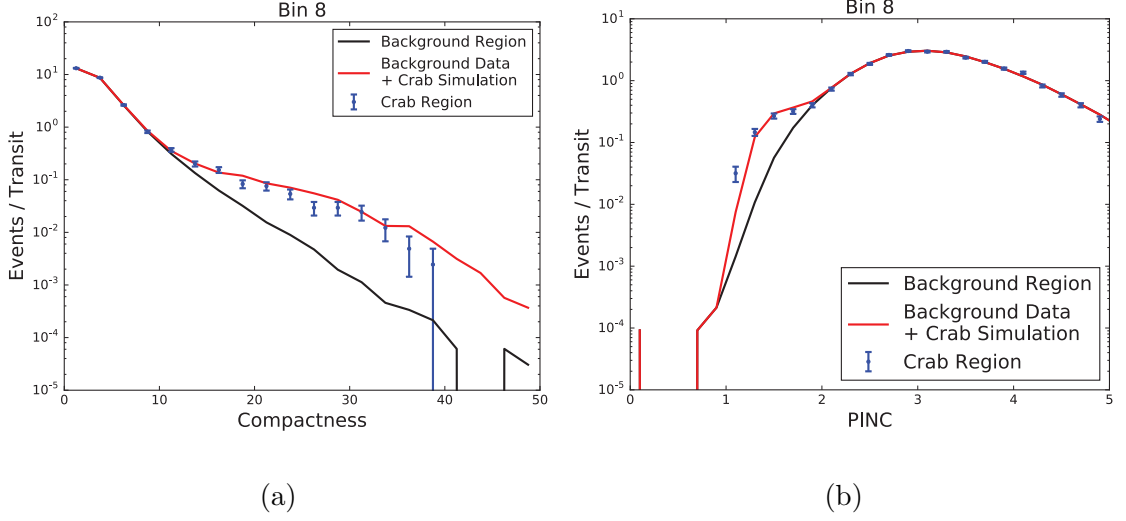 Bin 8
10^2
10^1
10^0
10^-1
10^-2
10^-3
10^-4
10^-5
Events / Transit
0 10 20 30 40 50
Compactness
Background Region
Background Data
+ Crab Simulation
Crab Region
(a)
Bin 8
10^1
10^0
10^-1
10^-2
10^-3
10^-4
10^-5
Events / Transit
0 1 2 3 4 5
PINC
Background Region
Background Data
+ Crab Simulation
Crab Region
(b)